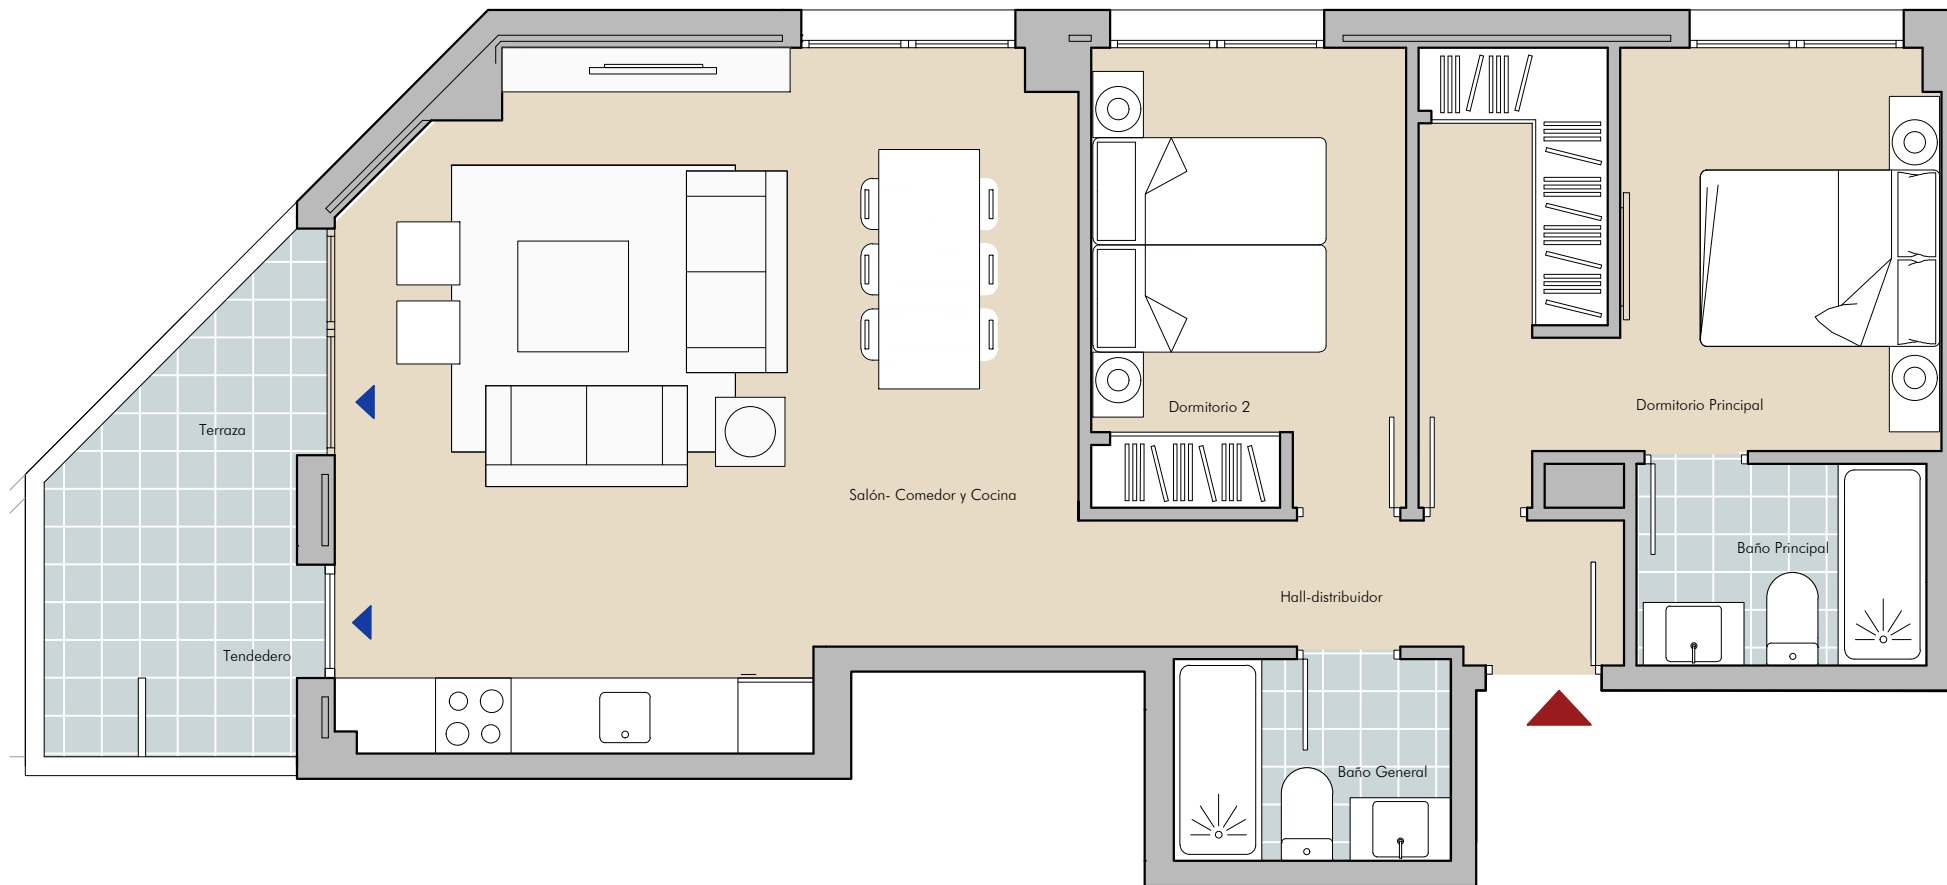 Terraza
Dormitorio 2
Dormitorio Principal
Salón- Comedor y Cocina
Baño Principal
Hall-distribuidor
Tendedero
Baño General